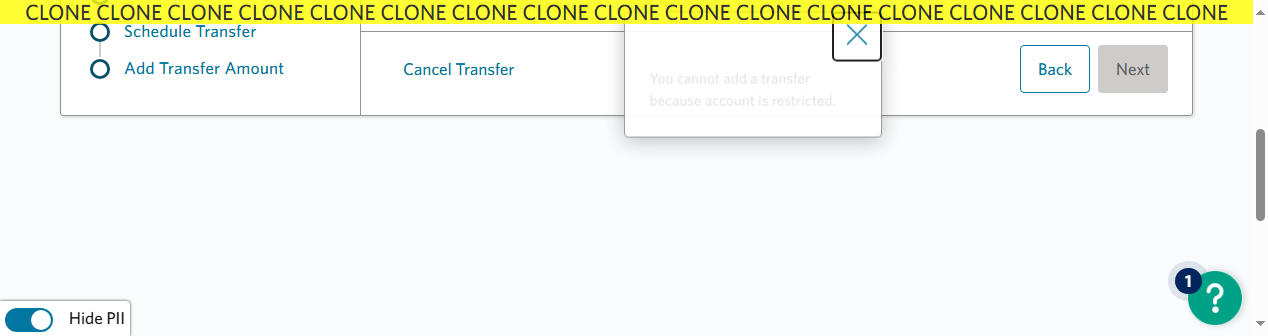 CLONE CLONE CLONE CLONE CLONE CLONE CLONE CLONE CLONE CLONE CLONE CLONE CLONE CLONE CLONE CLONE CLONE
Schedule Transfer
Add Transfer Amount
Cancel Transfer
You cannot add a transfer
because account is restricted.
Back
Next
1
?
Hide PII